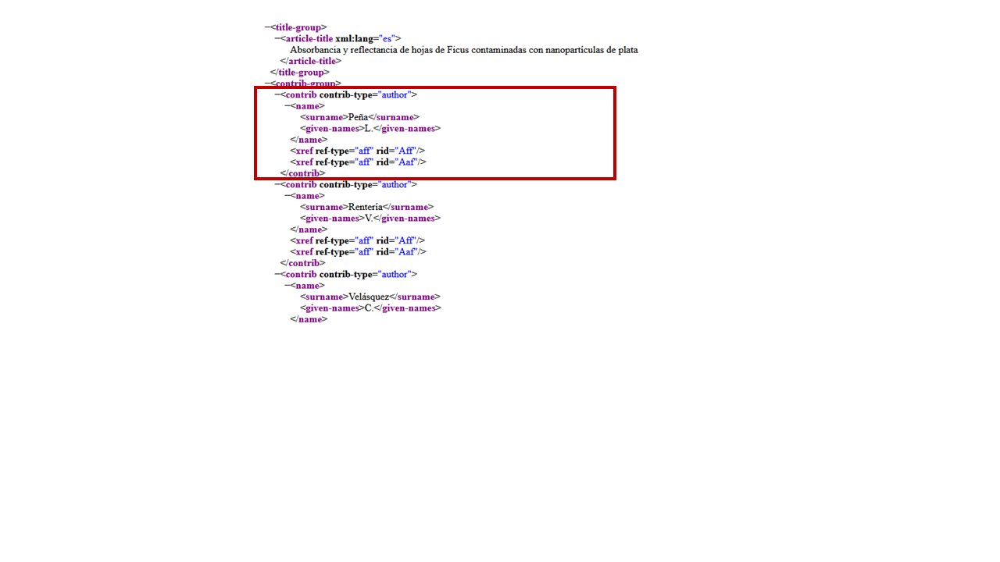 −<title-group>
−<article-title xml:lang="es">
Absorbancia y reflectancia de hojas de Ficus contaminadas con nanopartículas de plata
</article-title>
</title-group>
−<contrib-group>
−<contrib contrib-type="author">
−<name>
<surname>Peña</surname>
<given-names>L.</given-names>
</name>
<xref ref-type="aff" rid="Aff"/>
<xref ref-type="aff" rid="Aaf"/>
</contrib>
−<contrib contrib-type="author">
−<name>
<surname>Rentería</surname>
<given-names>V.</given-names>
</name>
<xref ref-type="aff" rid="Aff"/>
<xref ref-type="aff" rid="Aaf"/>
</contrib>
−<contrib contrib-type="author">
−<name>
<surname>Velásquez</surname>
<given-names>C.</given-names>
</name>